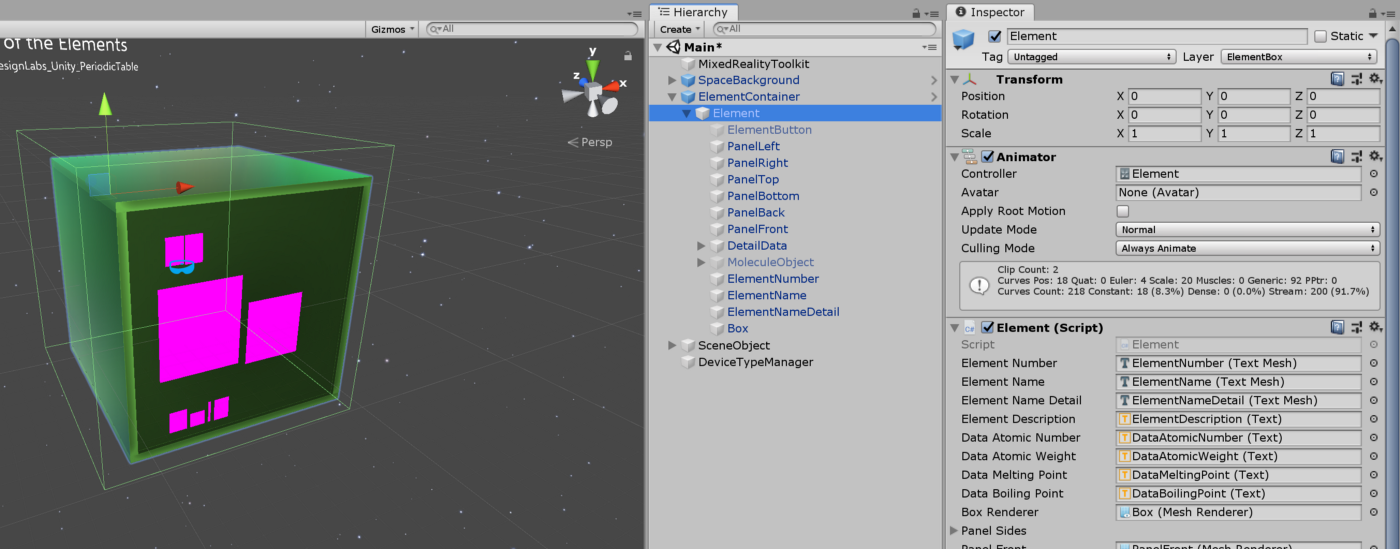 Gizmos
All
of the Elements
esignLabs_Unity_PeriodicTable
y
z
x
Persp
Hierarchy
Create
All
Main*
MixedRealityToolkit
SpaceBackground
ElementContainer
Element
ElementButton
PanelLeft
PanelRight
PanelTop
PanelBottom
PanelBack
PanelFront
DetailData
MoleculeObject
ElementNumber
ElementName
ElementNameDetail
Box
SceneObject
DeviceTypeManager
Inspector
Element Static
Tag Untagged Layer ElementBox
Transform
Position X 0 Y 0 Z 0
Rotation X 0 Y 0 Z 0
Scale X 1 Y 1 Z 1
Animator
Controller Element
Avatar None (Avatar)
Apply Root Motion
Update Mode Normal
Culling Mode Always Animate
Clip Count: 2
Curves Pos: 18 Quat: 0 Euler: 4 Scale: 20 Muscles: 0 Generic: 92 PPtr: 0
Curves Count: 218 Constant: 18 (8.3%) Dense: 0 (0.0%) Stream: 200 (91.7%)
Element (Script)
Script Element
Element Number ElementNumber (Text Mesh)
Element Name ElementName (Text Mesh)
Element Name Detail ElementNameDetail (Text Mesh)
Element Description ElementDescription (Text)
Data Atomic Number DataAtomicNumber (Text)
Data Atomic Weight DataAtomicWeight (Text)
Data Melting Point DataMeltingPoint (Text)
Data Boiling Point DataBoilingPoint (Text)
Box Renderer Box (Mesh Renderer)
Panel Sides
Panel Front PanelFront (Mesh Renderer)